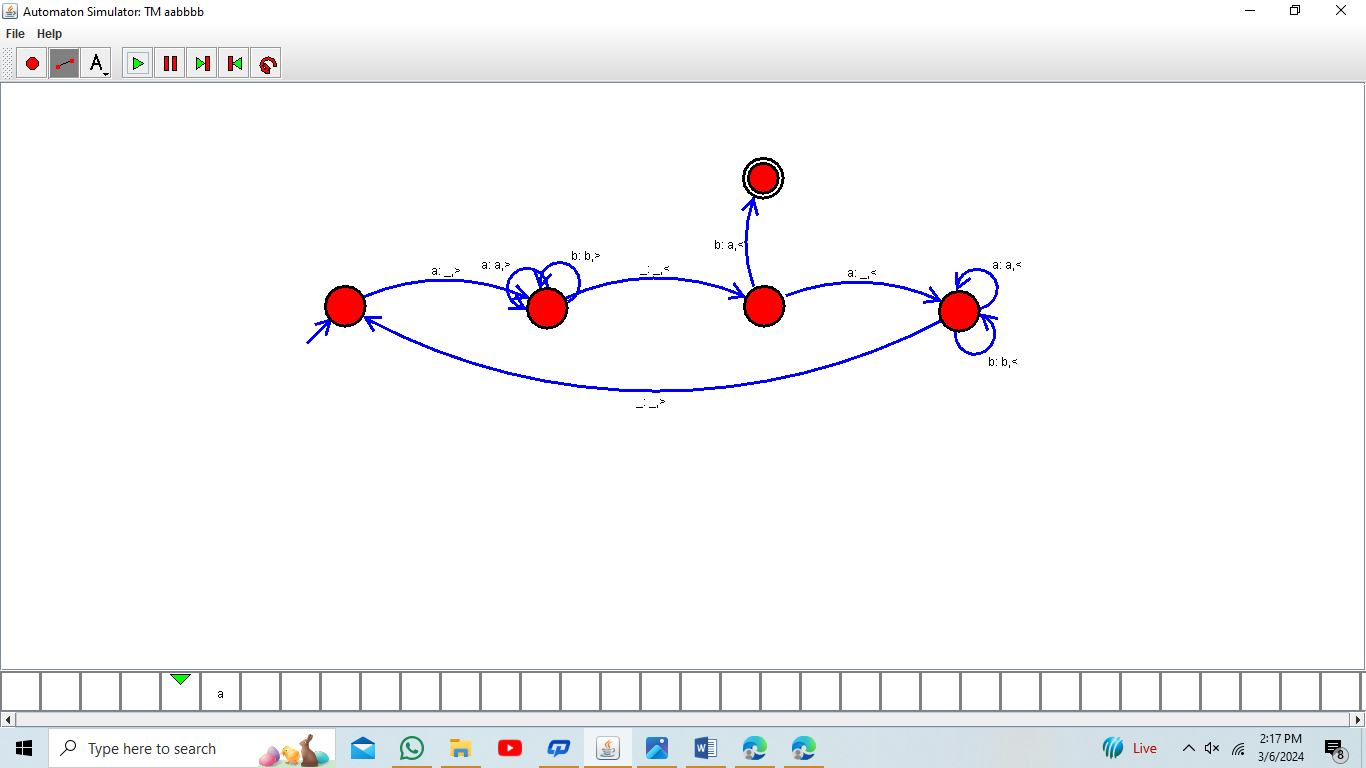 Automaton Simulator: TM aabbbb
File Help
A
b: a,<
a: _,>
a: a,>
b: b,>
_: _,<
a: _,<
a: a,<
b: b,<
_: _,>
a
Type here to search
Live
2:17 PM
3/6/2024
8